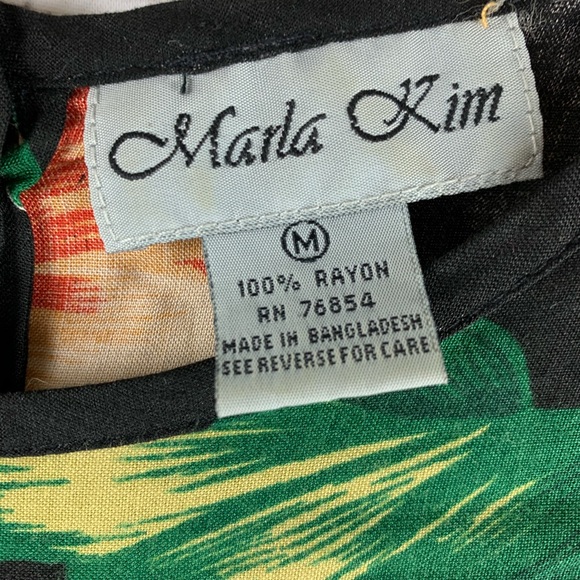 Marla Kim
M
100% RAYON
RN 76854
MADE IN BANGLADESH
SEE REVERSE FOR CARE